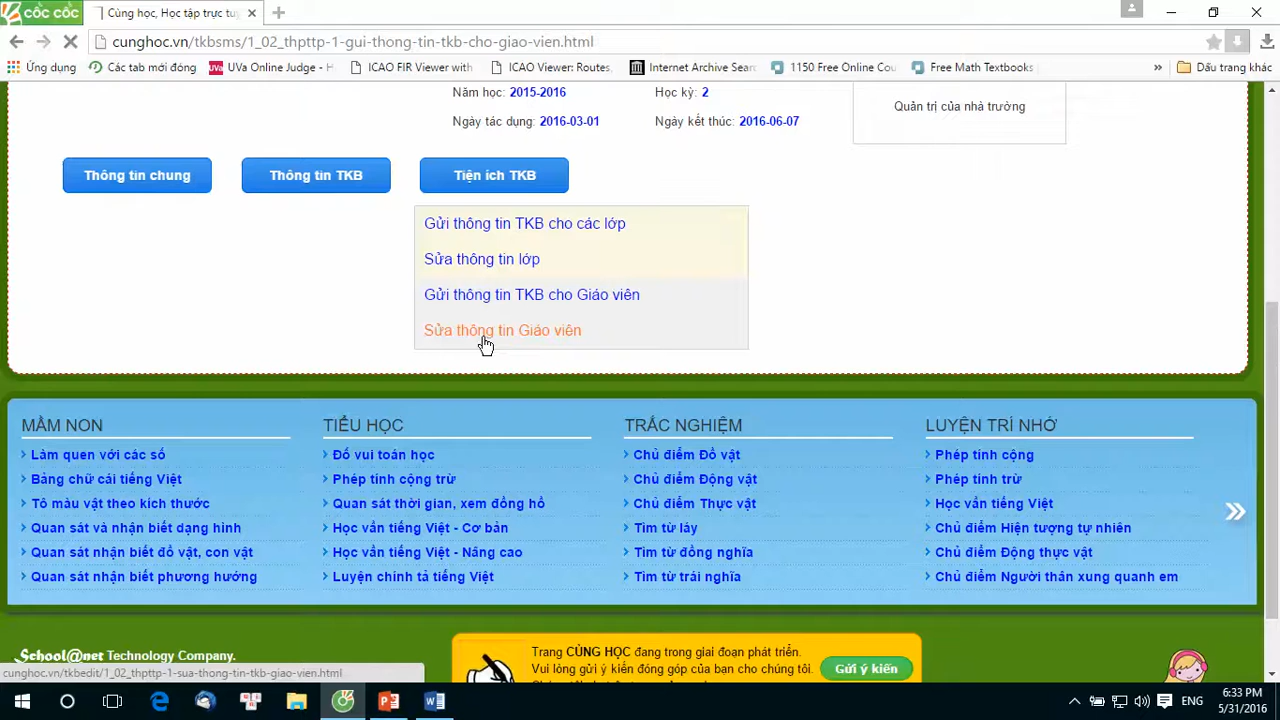 cốc cốc
Cùng học, Học tập trực tu
cunghoc.vn/tkbsms/1_02_thpttp-1-gui-thong-tin-tkb-cho-giao-vien.html
Ứng dụng Các tab mới đóng UVa Online Judge - H ICAO FIR Viewer with ICAO Viewer: Routes, Internet Archive Sear 1150 Free Online Cou Free Math Textbooks » Dấu trang khác
Năm học: 2015-2016 Học kỳ: 2
Quản trị của nhà trường
Ngày tác dụng: 2016-03-01 Ngày kết thúc: 2016-06-07
Thông tin chung Thông tin TKB Tiện ích TKB
Gửi thông tin TKB cho các lớp
Sửa thông tin lớp
Gửi thông tin TKB cho Giáo viên
Sửa thông tin Giáo viên
MẦM NON TIỂU HỌC TRẮC NGHIỆM LUYỆN TRÍ NHỚ
Làm quen với các số Đố vui toán học Chủ điểm Đồ vật Phép tính cộng
Bảng chữ cái tiếng Việt Phép tính cộng trừ Chủ điểm Động vật Phép tính trừ
Tô màu vật theo kích thước Quan sát thời gian, xem đồng hồ Chủ điểm Thực vật Học vần tiếng Việt
Quan sát và nhận biết dạng hình Học vần tiếng Việt - Cơ bản Tìm từ láy Chủ điểm Hiện tượng tự nhiên
Quan sát nhận biết đồ vật, con vật Học vần tiếng Việt - Nâng cao Tìm từ đồng nghĩa Chủ điểm Động thực vật
Quan sát nhận biết phương hướng Luyện chính tả tiếng Việt Tìm từ trái nghĩa Chủ điểm Người thân xung quanh em
School@net Technology Company.
Trang CÙNG HỌC đang trong giai đoạn phát triển.
Vui lòng gửi ý kiến đóng góp của bạn cho chúng tôi.
Gửi ý kiến
cunghoc.vn/tkbedit/1_02_thpttp-1-sua-thong-tin-tkb-giao-vien.html
ENG
6:33 PM
5/31/2016